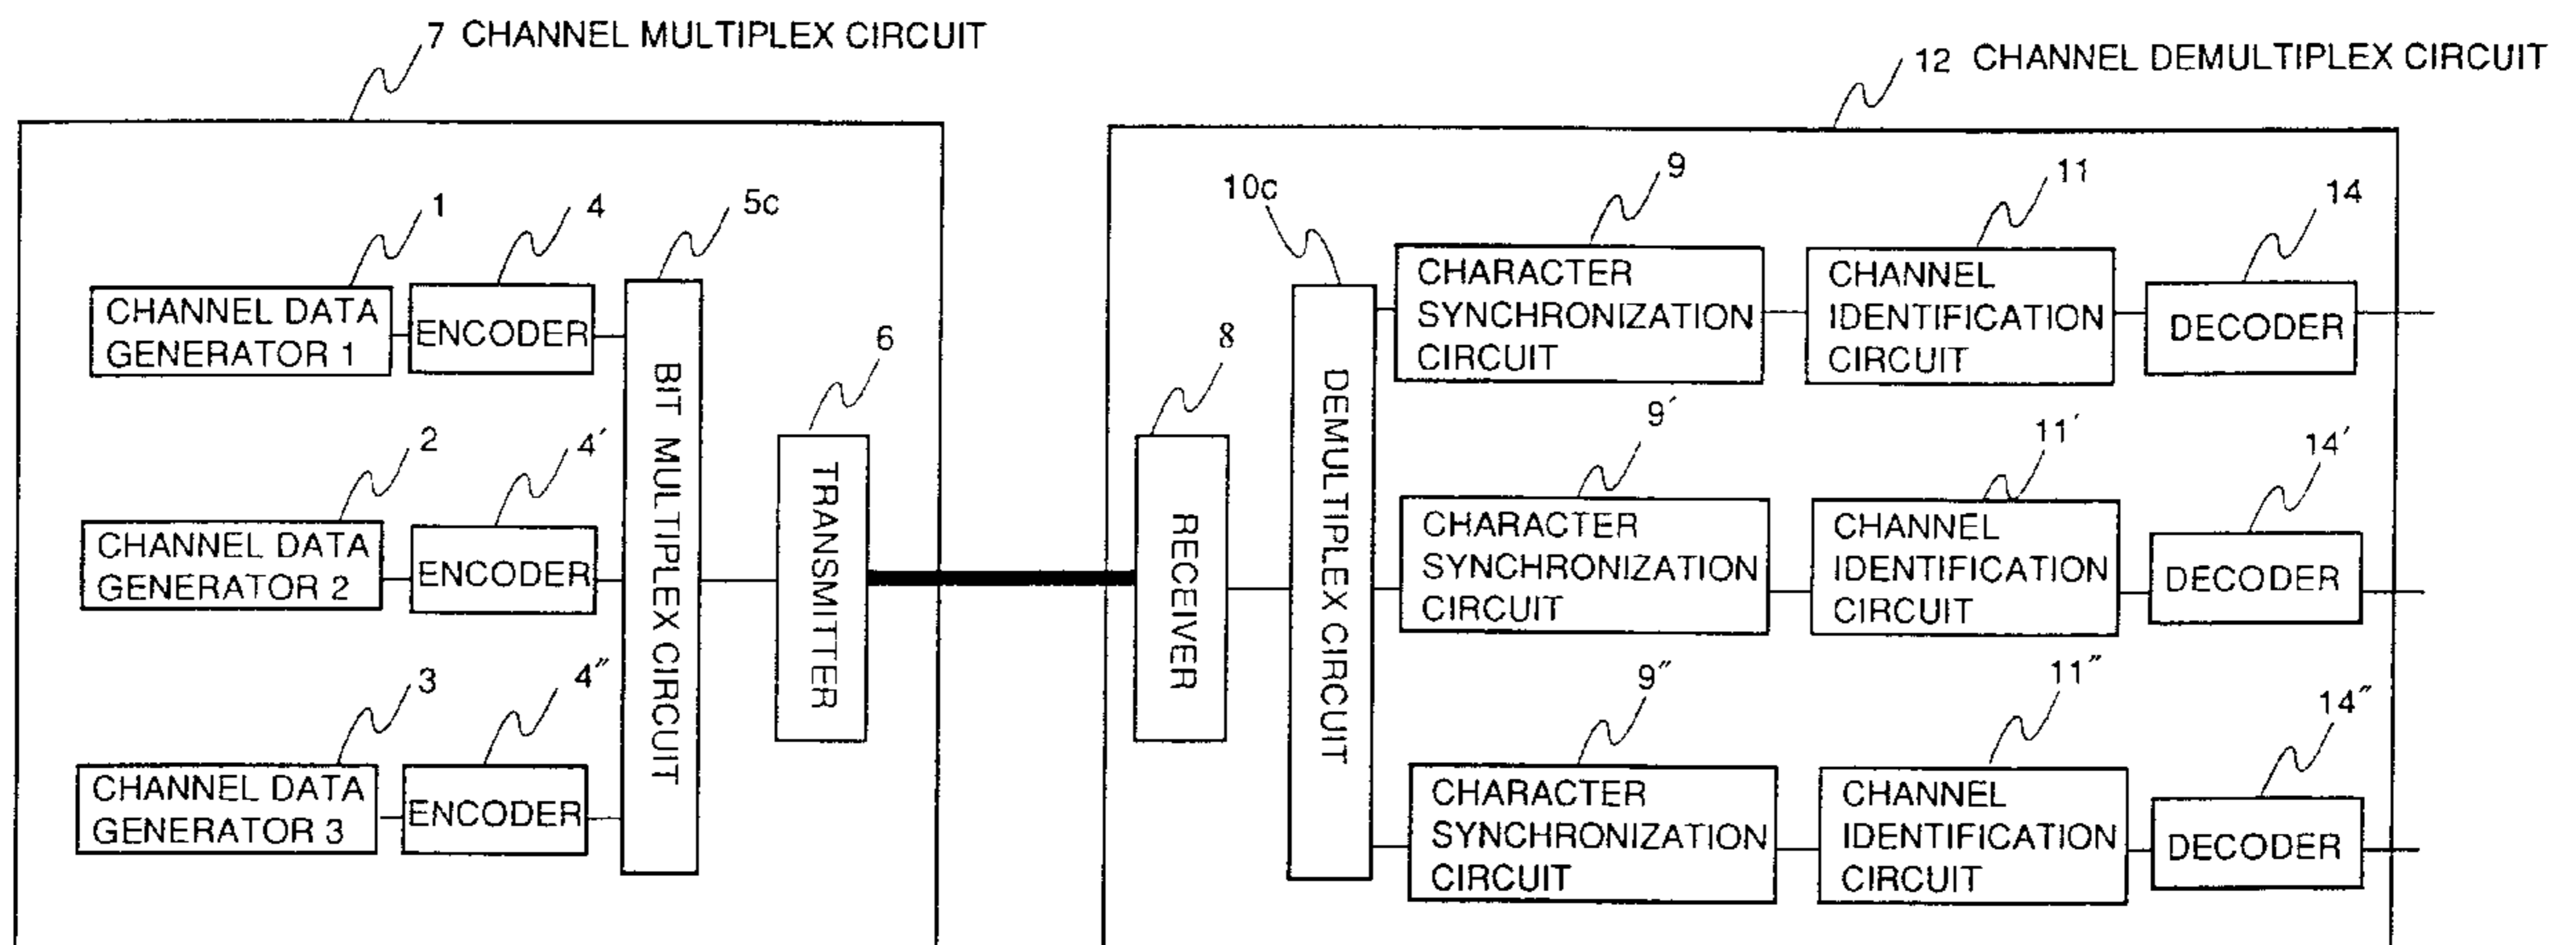 7 CHANNEL MULTIPLEX CIRCUIT
12 CHANNEL DEMULTIPLEX CIRCUIT
1
4
5c
CHANNEL DATA
GENERATOR 1
ENCODER
2
4′
CHANNEL DATA
GENERATOR 2
ENCODER
3
4″
CHANNEL DATA
GENERATOR 3
ENCODER
BIT MULTIPLEX CIRCUIT
6
TRANSMITTER
8
RECEIVER
10c
DEMULTIPLEX CIRCUIT
9
11
14
CHARACTER
SYNCHRONIZATION
CIRCUIT
CHANNEL
IDENTIFICATION
CIRCUIT
DECODER
9′
11′
14′
CHARACTER
SYNCHRONIZATION
CIRCUIT
CHANNEL
IDENTIFICATION
CIRCUIT
DECODER
9″
11″
14″
CHARACTER
SYNCHRONIZATION
CIRCUIT
CHANNEL
IDENTIFICATION
CIRCUIT
DECODER